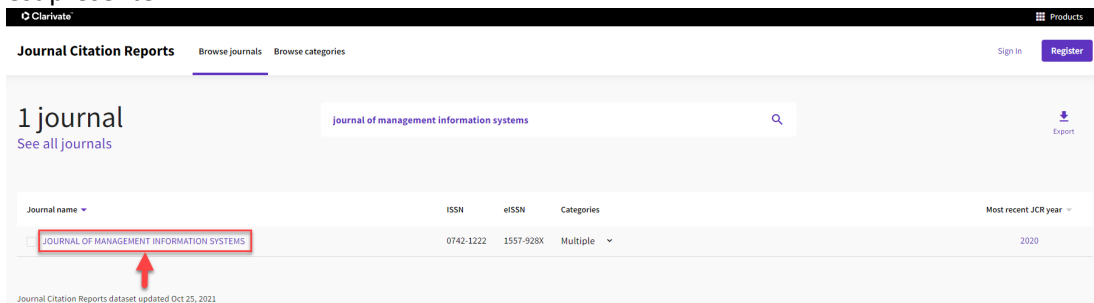 Clarivate™
Products
Journal Citation Reports Browse journals Browse categories Sign In Register
1 journal
journal of management information systems
Export
See all journals
Journal name ISSN eISSN Categories Most recent JCR year
JOURNAL OF MANAGEMENT INFORMATION SYSTEMS 0742-1222 1557-928X Multiple 2020
Journal Citation Reports dataset updated Oct 25, 2021